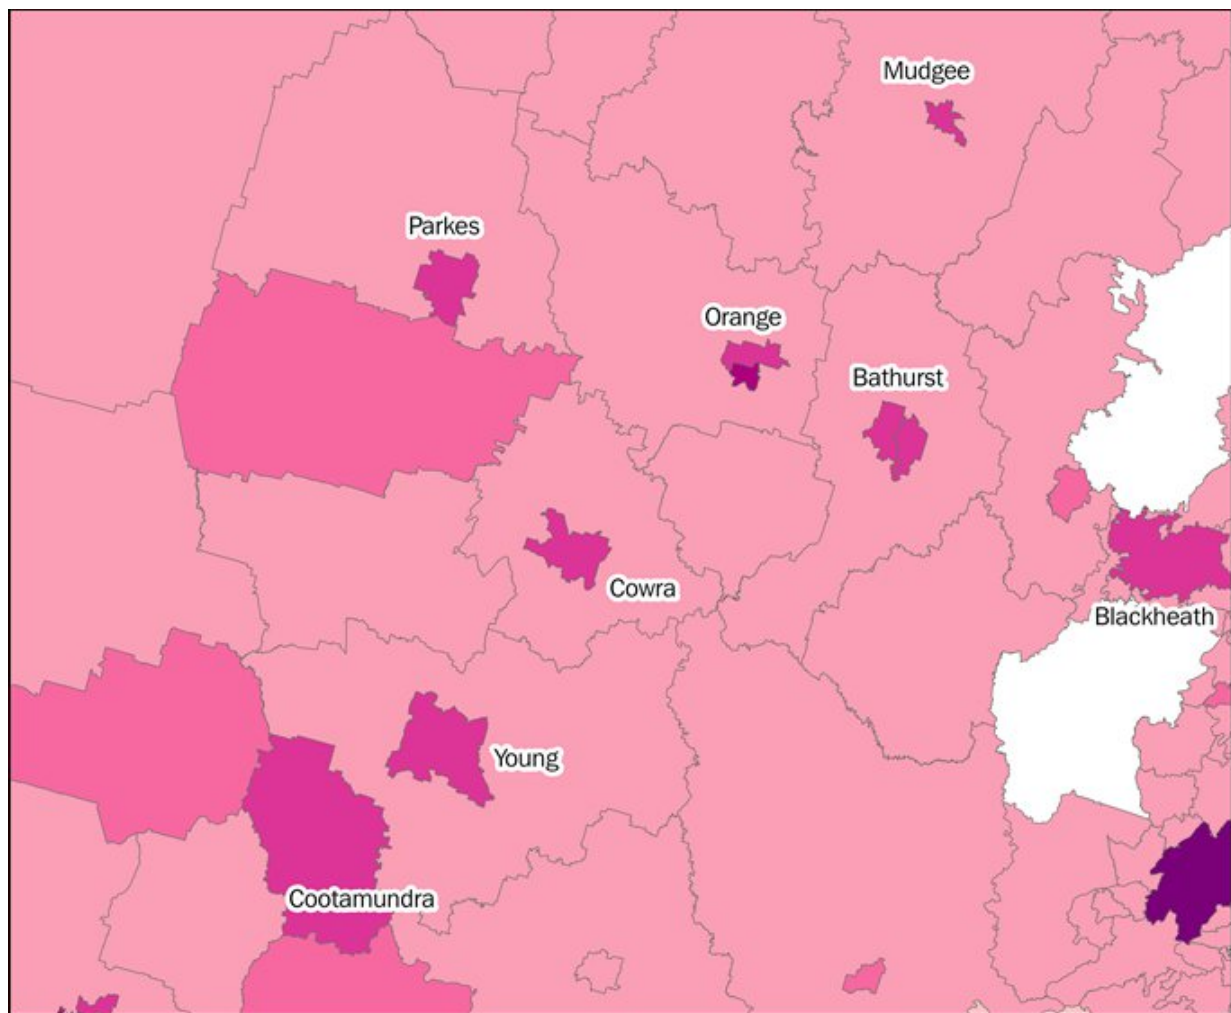 Mudgee
Parkes
Orange
Bathurst
Cowra
Blackheath
Young
Cootamundra